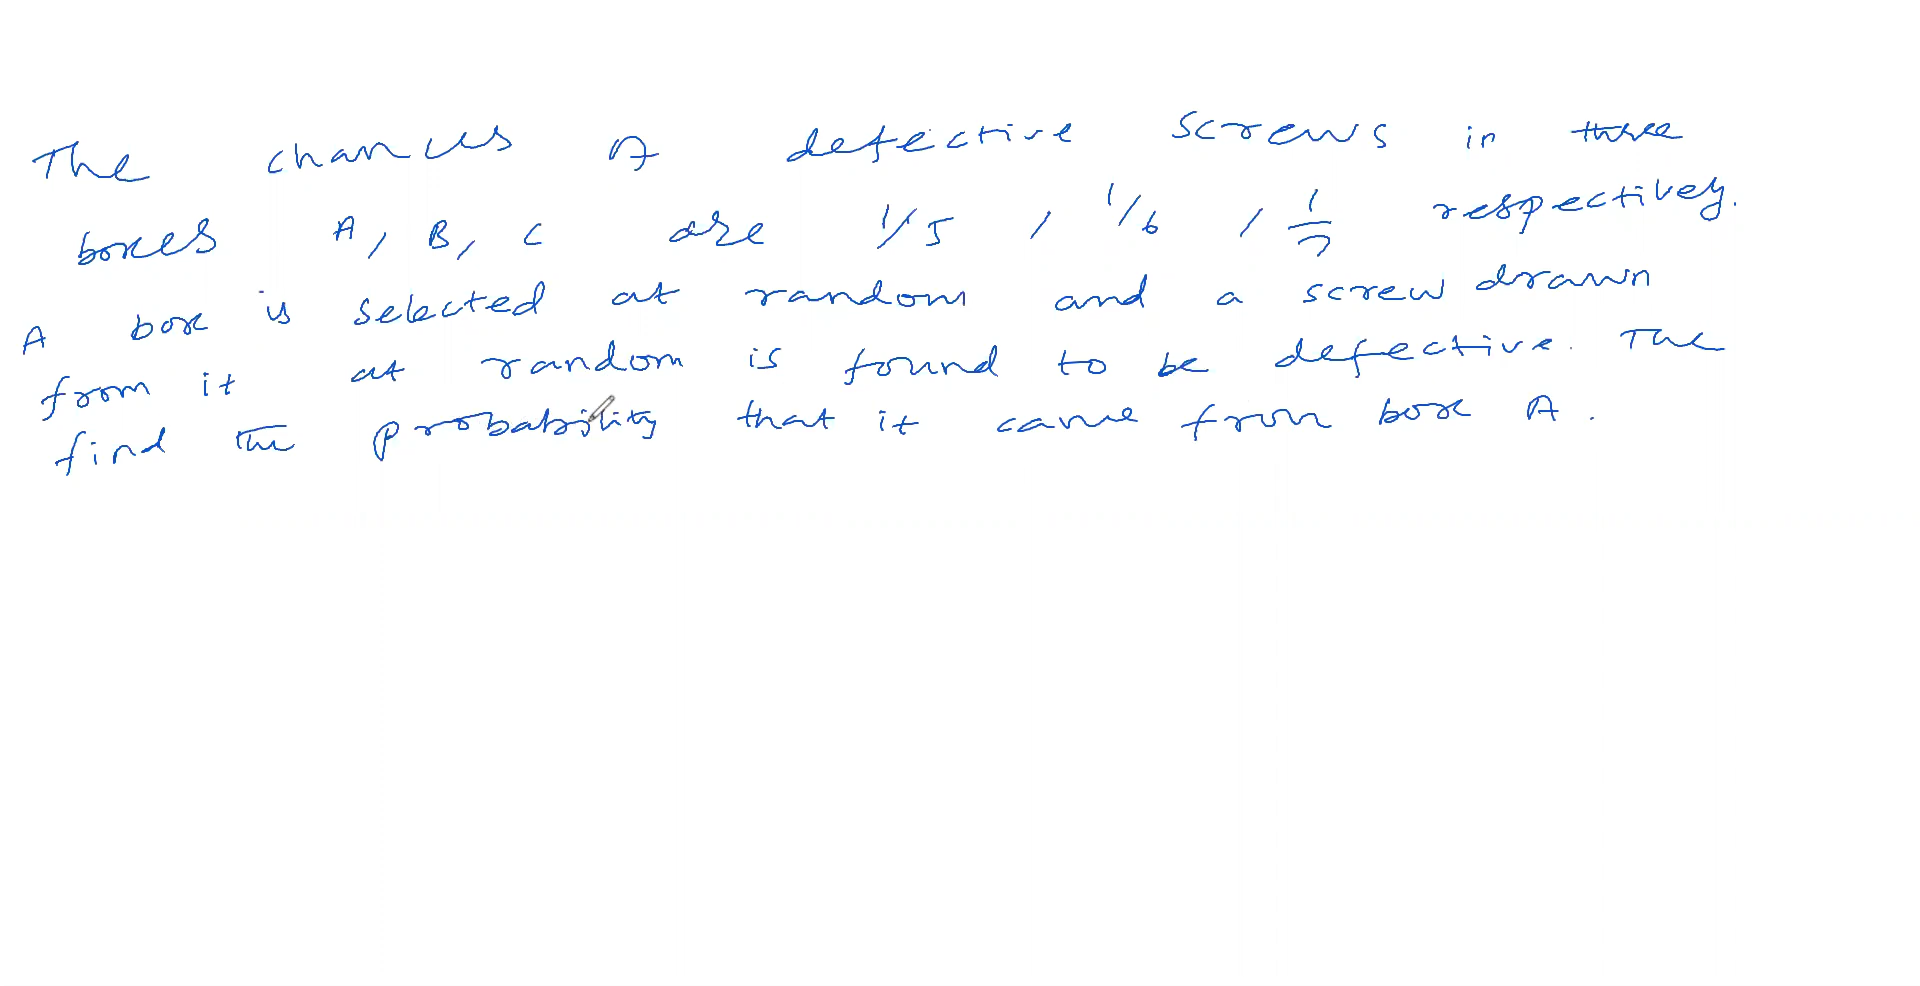 The chances of defective screws in three
boxes A, B, C are 1/5 , 1/6 , 1/7 respectively.
A box is selected at random and a screw drawn
from it at random is found to be defective. The
find the probability that it came from box A.